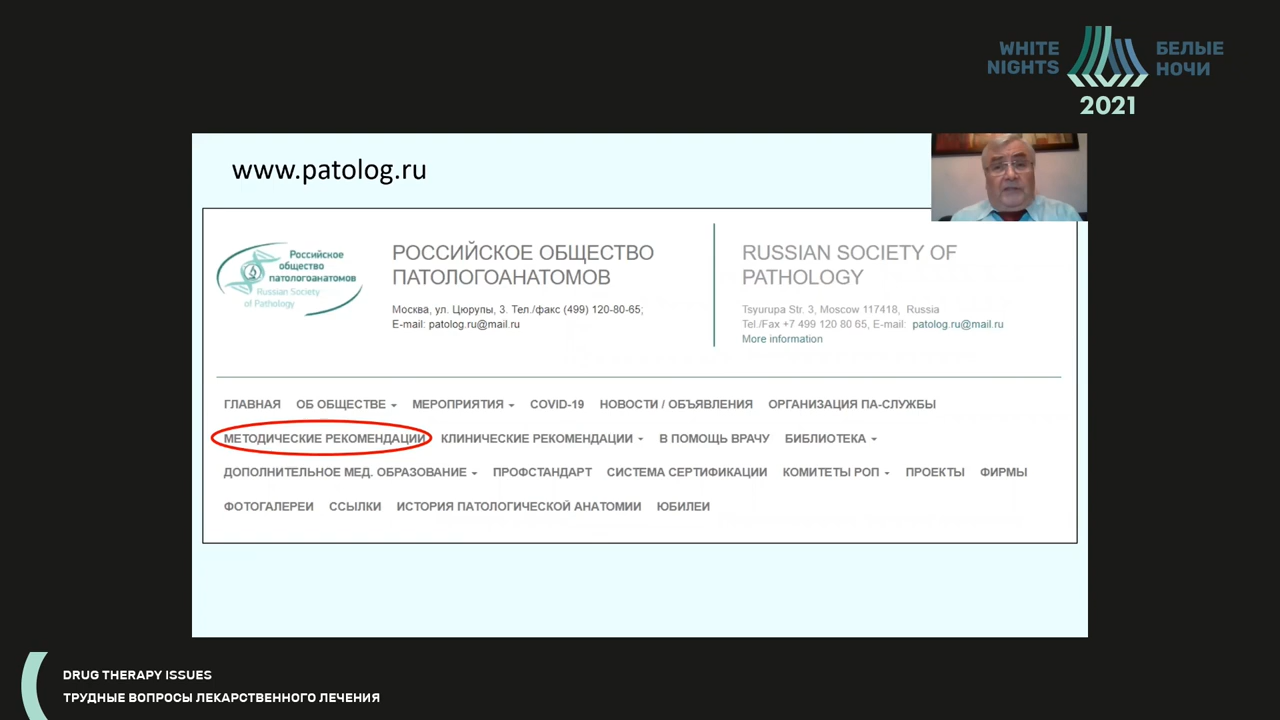 WHITE NIGHTS
БЕЛЫЕ НОЧИ
2021
www.patolog.ru
Российское
общество
патологоанатомов
Russian Society
of Pathology
РОССИЙСКОЕ ОБЩЕСТВО
ПАТОЛОГОАНАТОМОВ
Москва, ул. Цюрупы, 3. Тел./факс (499) 120-80-65;
E-mail: patolog.ru@mail.ru
RUSSIAN SOCIETY OF
PATHOLOGY
Tsyurupa Str. 3, Moscow 117418, Russia
Tel./Fax +7 499 120 80 65, E-mail: patolog.ru@mail.ru
More information
ГЛАВНАЯ ОБ ОБЩЕСТВЕ МЕРОПРИЯТИЯ COVID-19 НОВОСТИ / ОБЪЯВЛЕНИЯ ОРГАНИЗАЦИЯ ПА-СЛУЖБЫ
МЕТОДИЧЕСКИЕ РЕКОМЕНДАЦИИ КЛИНИЧЕСКИЕ РЕКОМЕНДАЦИИ В ПОМОЩЬ ВРАЧУ БИБЛИОТЕКА
ДОПОЛНИТЕЛЬНОЕ МЕД. ОБРАЗОВАНИЕ ПРОФСТАНДАРТ СИСТЕМА СЕРТИФИКАЦИИ КОМИТЕТЫ РОП ПРОЕКТЫ ФИРМЫ
ФОТОГАЛЕРЕИ ССЫЛКИ ИСТОРИЯ ПАТОЛОГИЧЕСКОЙ АНАТОМИИ ЮБИЛЕИ
DRUG THERAPY ISSUES
ТРУДНЫЕ ВОПРОСЫ ЛЕКАРСТВЕННОГО ЛЕЧЕНИЯ